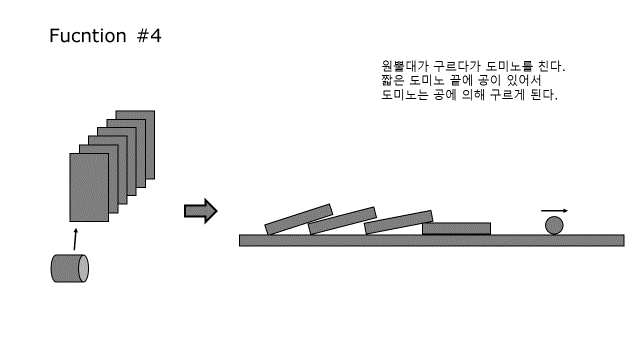 Fucntion #4
원뿔대가 구르다가 도미노를 친다.
짧은 도미노 끝에 공이 있어서
도미노는 공에 의해 구르게 된다.